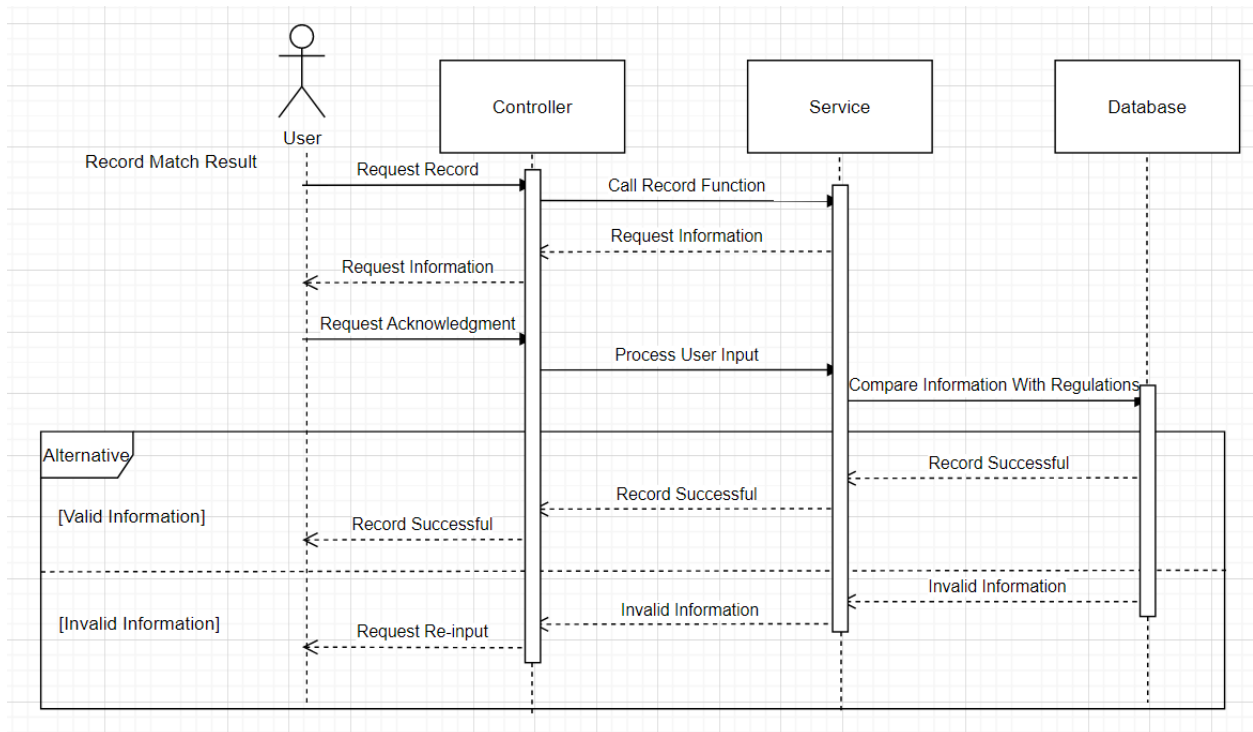 User
Controller
Service
Database
Record Match Result
Request Record
Call Record Function
Request Information
Request Information
Request Acknowledgment
Process User Input
Compare Information With Regulations
Alternative
Record Successful
Record Successful
[Valid Information]
Record Successful
Invalid Information
Invalid Information
[Invalid Information]
Request Re-input